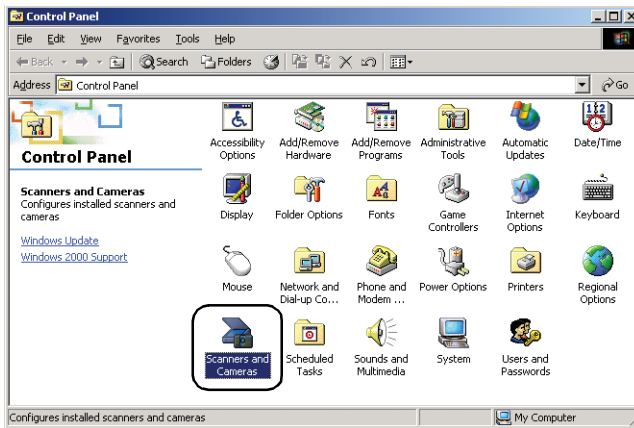 Control Panel
File Edit View Favorites Tools Help
Back Search Folders
Address Control Panel Go
Control Panel
Scanners and Cameras
Configures installed scanners and
cameras
Windows Update
Windows 2000 Support
Accessibility
Options
Add/Remove
Hardware
Add/Remove
Programs
Administrative
Tools
Automatic
Updates
Date/Time
Display
Folder Options
Fonts
Game
Controllers
Internet
Options
Keyboard
Mouse
Network and
Dial-up Co...
Phone and
Modem ...
Power Options
Printers
Regional
Options
Scanners and
Cameras
Scheduled
Tasks
Sounds and
Multimedia
System
Users and
Passwords
Configures installed scanners and cameras My Computer